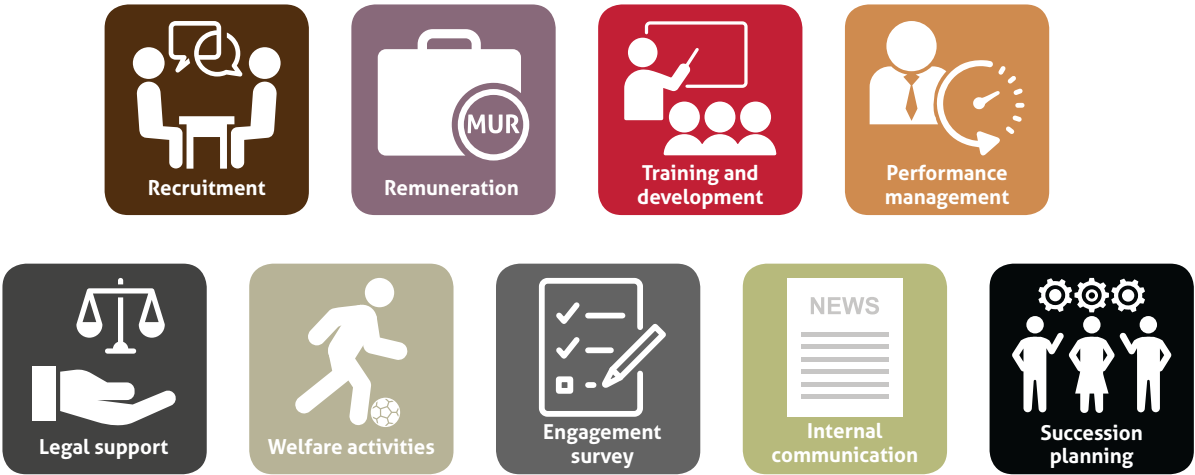 MUR
Recruitment
Remuneration
Training and
development
Performance
management
Legal support
Welfare activities
Engagement
survey
NEWS
Internal
communication
Succession
planning